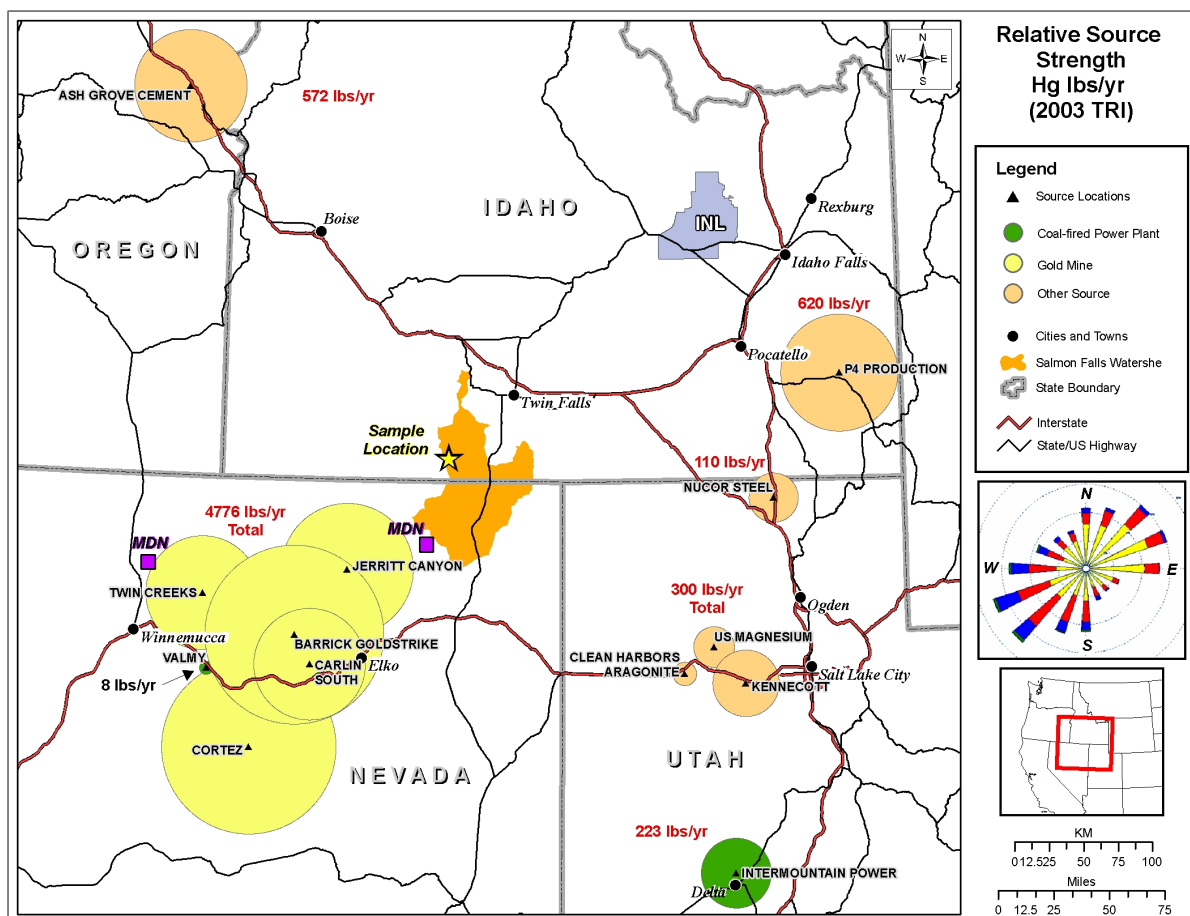 Relative Source
Strength
Hg lbs/yr
(2003 TRI)
N
W E
S
ASH GROVE CEMENT
572 lbs/yr
IDAHO
INL
Rexburg
Boise
OREGON
Idaho Falls
620 lbs/yr
Pocatello
P4 PRODUCTION
Twin Falls
Sample
Location
110 lbs/yr
NUCOR STEEL
4776 lbs/yr
Total
MDN
MDN
JERRITT CANYON
TWIN CREEKS
300 lbs/yr
Total
Ogden
Winnemucca
BARRICK GOLDSTRIKE
US MAGNESIUM
VALMY
CARLIN
SOUTH
Elko
CLEAN HARBORS
ARAGONITE
Salt Lake City
8 lbs/yr
KENNECOTT
CORTEZ
NEVADA
UTAH
223 lbs/yr
INTERMOUNTAIN POWER
Delta
Legend
Source Locations
Coal-fired Power Plant
Gold Mine
Other Source
Cities and Towns
Salmon Falls Watershe
State Boundary
Interstate
State/US Highway
N
W E
S
KM
0 12.525 50 75 100
Miles
0 12.5 25 50 75